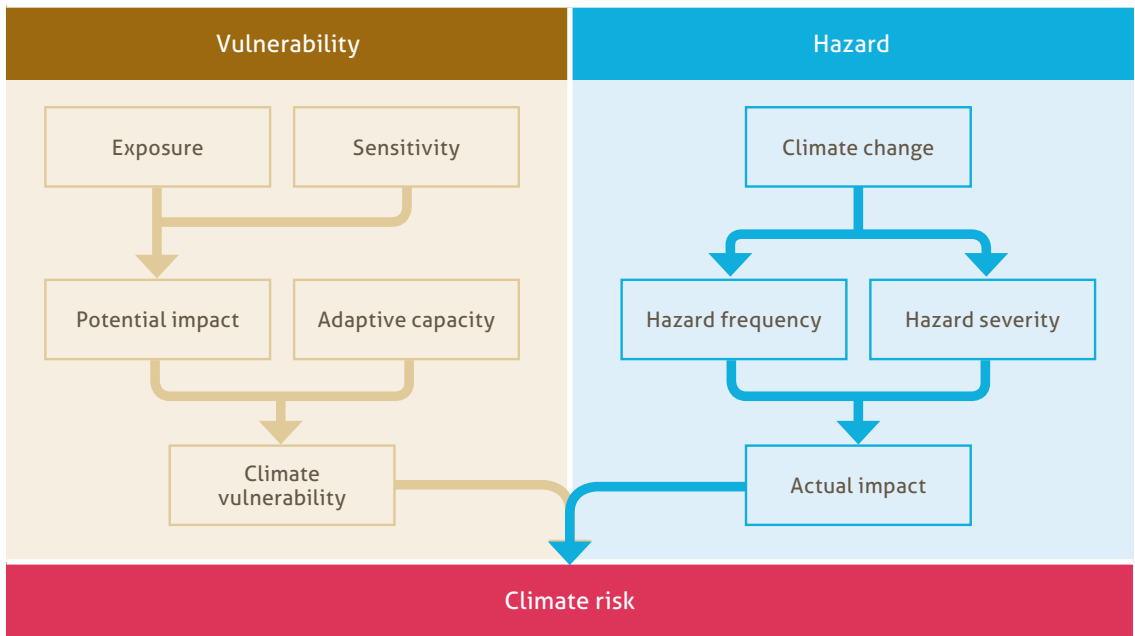 Vulnerability
Hazard
Exposure
Sensitivity
Climate change
Potential impact
Adaptive capacity
Hazard frequency
Hazard severity
Climate
vulnerability
Actual impact
Climate risk